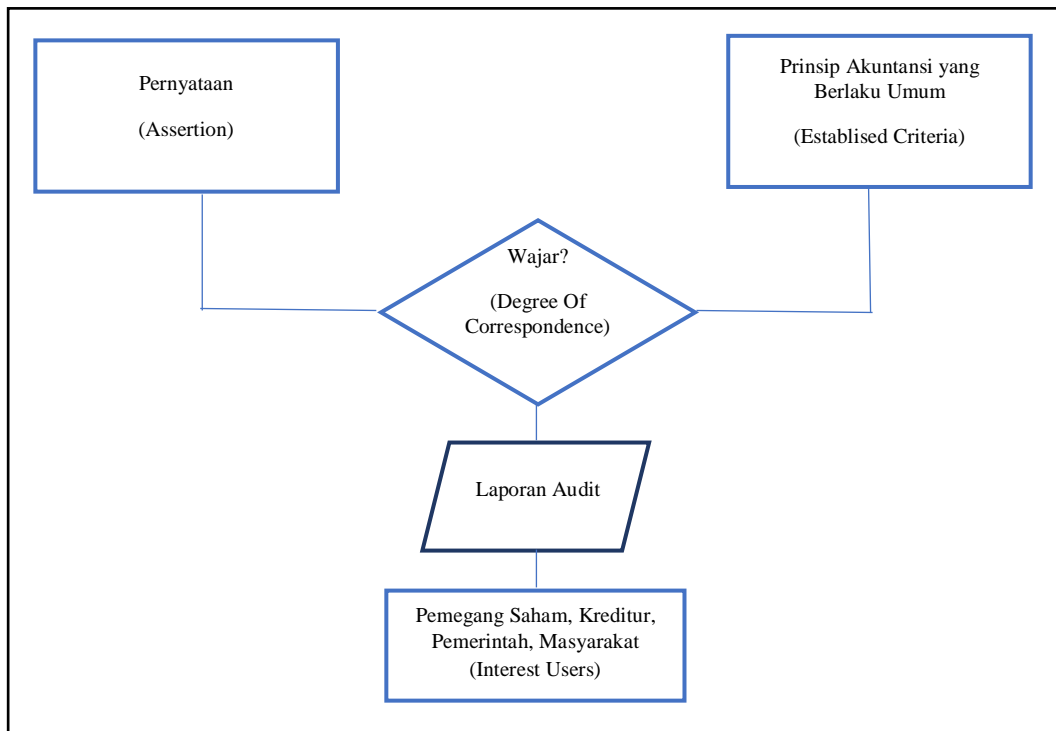 Pernyataan
(Assertion)
Prinsip Akuntansi yang
Berlaku Umum
(Establised Criteria)
Wajar?
(Degree Of
Correspondence)
Laporan Audit
Pemegang Saham, Kreditur,
Pemerintah, Masyarakat
(Interest Users)